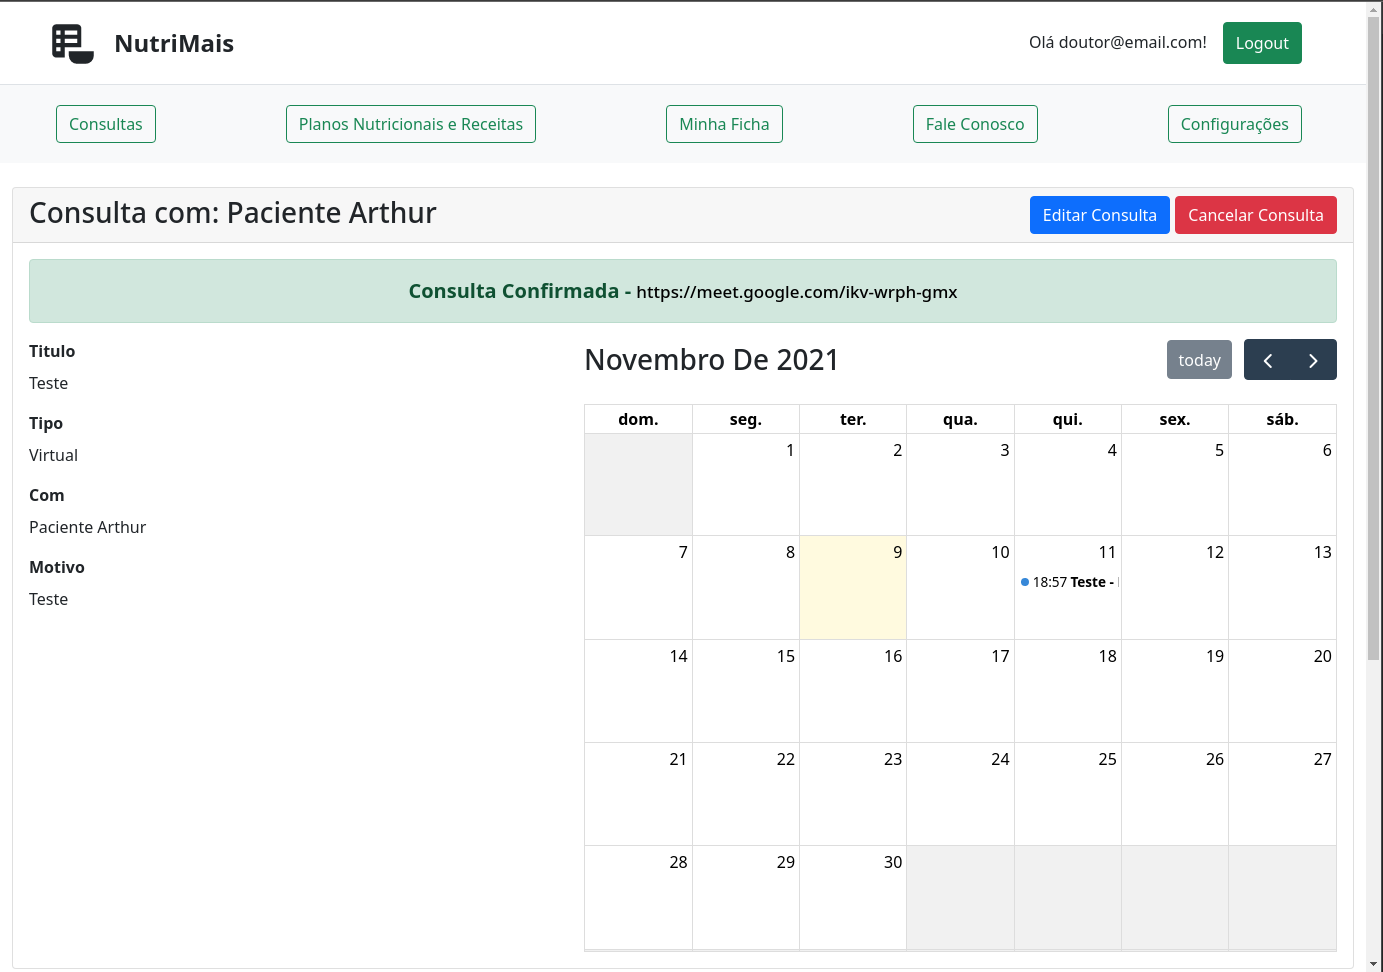 NutriMais
Olá doutor@email.com!
Logout
Consultas
Planos Nutricionais e Receitas
Minha Ficha
Fale Conosco
Configurações
Consulta com: Paciente Arthur
Editar Consulta
Cancelar Consulta
Consulta Confirmada - https://meet.google.com/ikv-wrph-gmx
Titulo
Teste
Tipo
Virtual
Com
Paciente Arthur
Motivo
Teste
Novembro De 2021
today
dom. seg. ter. qua. qui. sex. sáb.
1 2 3 4 5 6
7 8 9 10 11 12 13
18:57 Teste -
14 15 16 17 18 19 20
21 22 23 24 25 26 27
28 29 30